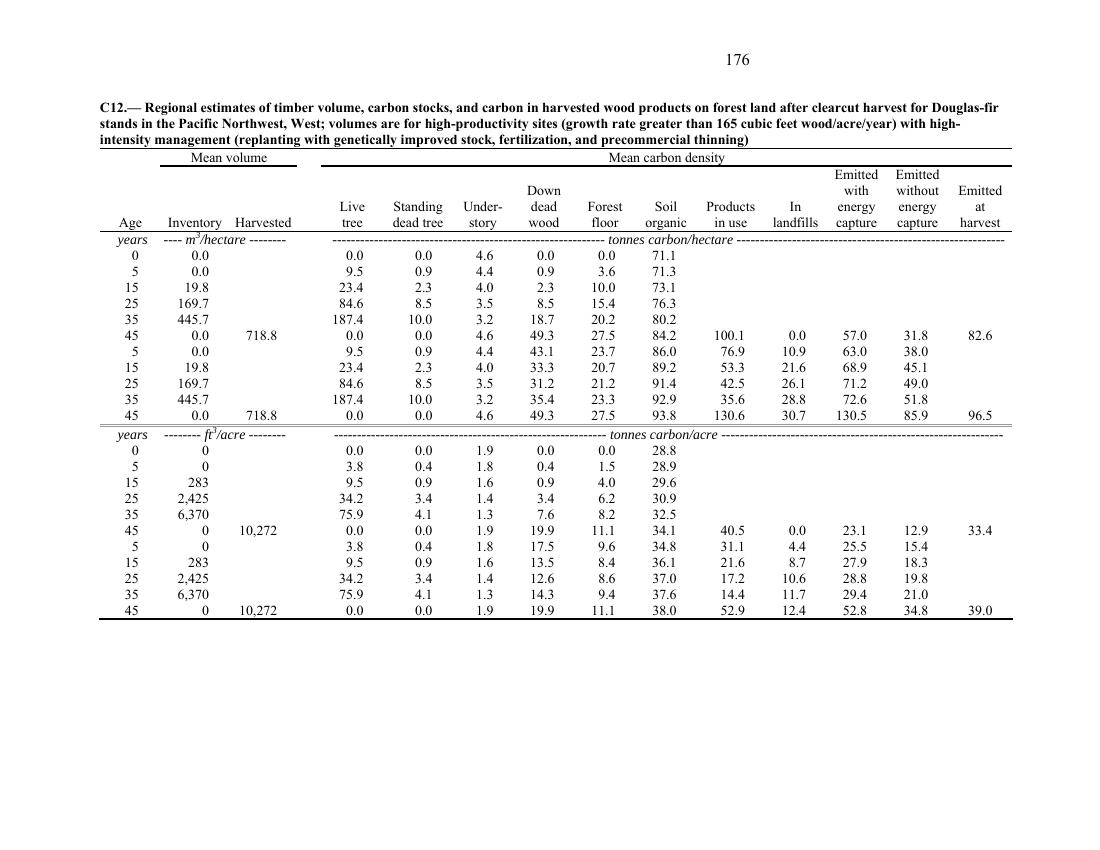 176
C12.— Regional estimates of timber volume, carbon stocks, and carbon in harvested wood products on forest land after clearcut harvest for Douglas-fir
stands in the Pacific Northwest, West; volumes are for high-productivity sites (growth rate greater than 165 cubic feet wood/acre/year) with high-
intensity management (replanting with genetically improved stock, fertilization, and precommercial thinning)
Mean volume Mean carbon density
Age Inventory Harvested Live tree Standing dead tree Under-story Down dead wood Forest floor Soil organic Products in use In landfills Emitted with energy capture Emitted without energy capture Emitted at harvest
years ---- m³/hectare -------- ---- tonnes carbon/hectare ----
0 0.0 0.0 0.0 4.6 0.0 0.0 71.1
5 0.0 9.5 0.9 4.4 0.9 3.6 71.3
15 19.8 23.4 2.3 4.0 2.3 10.0 73.1
25 169.7 84.6 8.5 3.5 8.5 15.4 76.3
35 445.7 187.4 10.0 3.2 18.7 20.2 80.2
45 0.0 718.8 0.0 0.0 4.6 49.3 27.5 84.2 100.1 0.0 57.0 31.8 82.6
5 0.0 9.5 0.9 4.4 43.1 23.7 86.0 76.9 10.9 63.0 38.0
15 19.8 23.4 2.3 4.0 33.3 20.7 89.2 53.3 21.6 68.9 45.1
25 169.7 84.6 8.5 3.5 31.2 21.2 91.4 42.5 26.1 71.2 49.0
35 445.7 187.4 10.0 3.2 35.4 23.3 92.9 35.6 28.8 72.6 51.8
45 0.0 718.8 0.0 0.0 4.6 49.3 27.5 93.8 130.6 30.7 130.5 85.9 96.5
years -------- ft³/acre -------- ---- tonnes carbon/acre ----
0 0 0.0 0.0 1.9 0.0 0.0 28.8
5 0 3.8 0.4 1.8 0.4 1.5 28.9
15 283 9.5 0.9 1.6 0.9 4.0 29.6
25 2,425 34.2 3.4 1.4 3.4 6.2 30.9
35 6,370 75.9 4.1 1.3 7.6 8.2 32.5
45 0 10,272 0.0 0.0 1.9 19.9 11.1 34.1 40.5 0.0 23.1 12.9 33.4
5 0 3.8 0.4 1.8 17.5 9.6 34.8 31.1 4.4 25.5 15.4
15 283 9.5 0.9 1.6 13.5 8.4 36.1 21.6 8.7 27.9 18.3
25 2,425 34.2 3.4 1.4 12.6 8.6 37.0 17.2 10.6 28.8 19.8
35 6,370 75.9 4.1 1.3 14.3 9.4 37.6 14.4 11.7 29.4 21.0
45 0 10,272 0.0 0.0 1.9 19.9 11.1 38.0 52.9 12.4 52.8 34.8 39.0